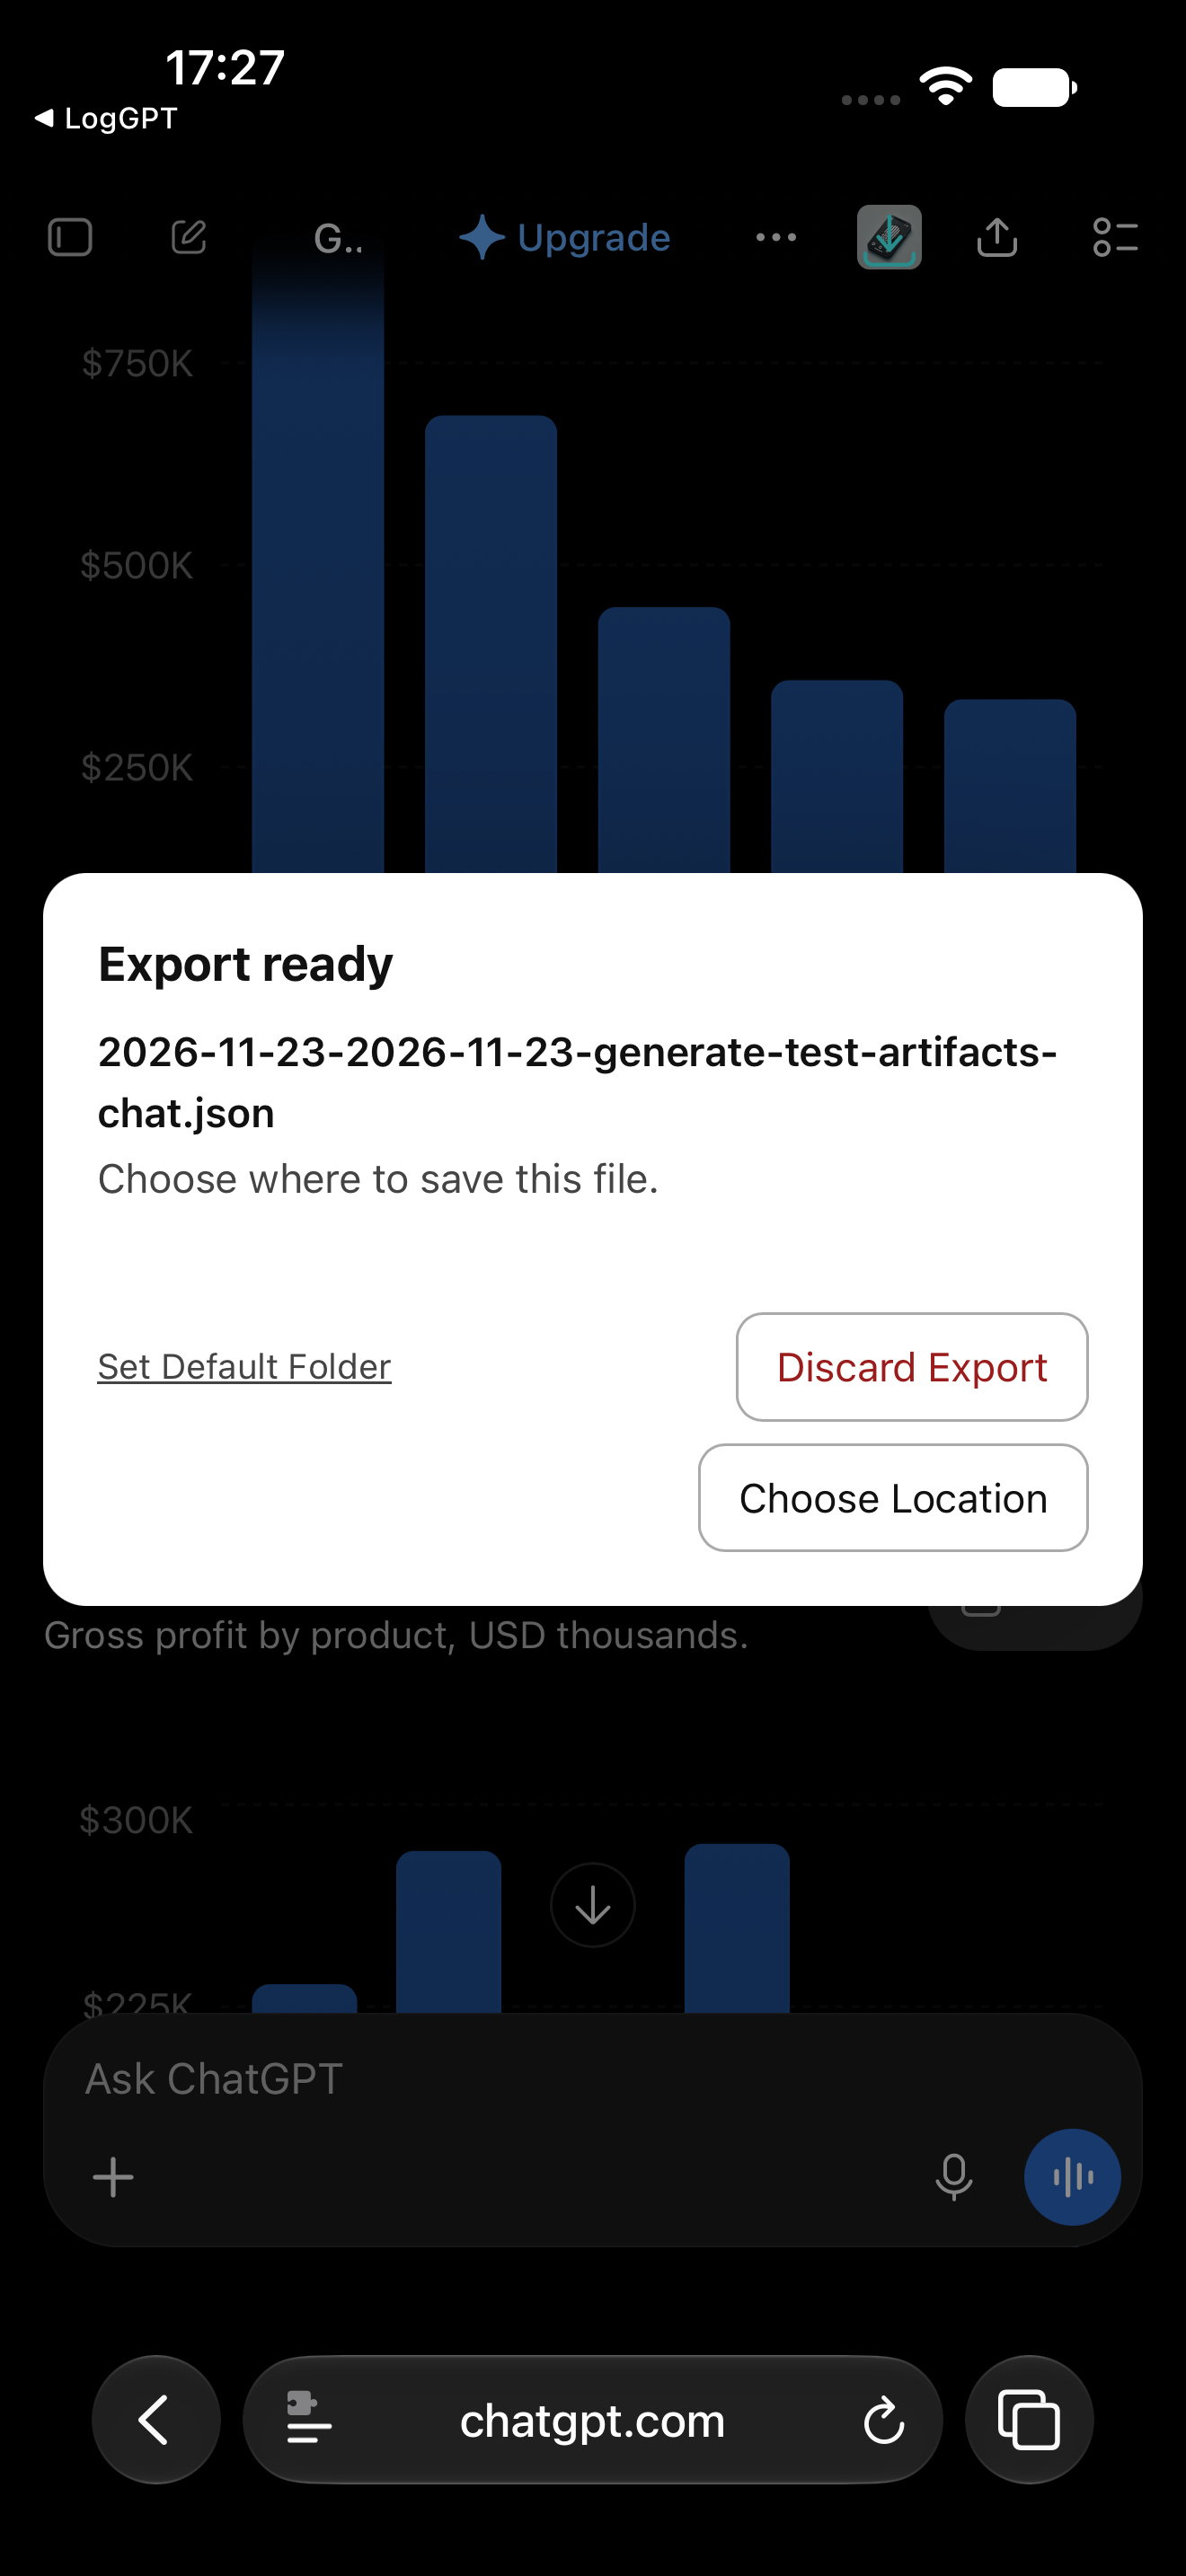 17:27
LogGPT
G..
Upgrade
$750K
$500K
$250K
Export ready
2026-11-23-2026-11-23-generate-test-artifacts-
chat.json
Choose where to save this file.
Set Default Folder
Discard Export
Choose Location
Gross profit by product, USD thousands.
$300K
$225K
Ask ChatGPT
chatgpt.com